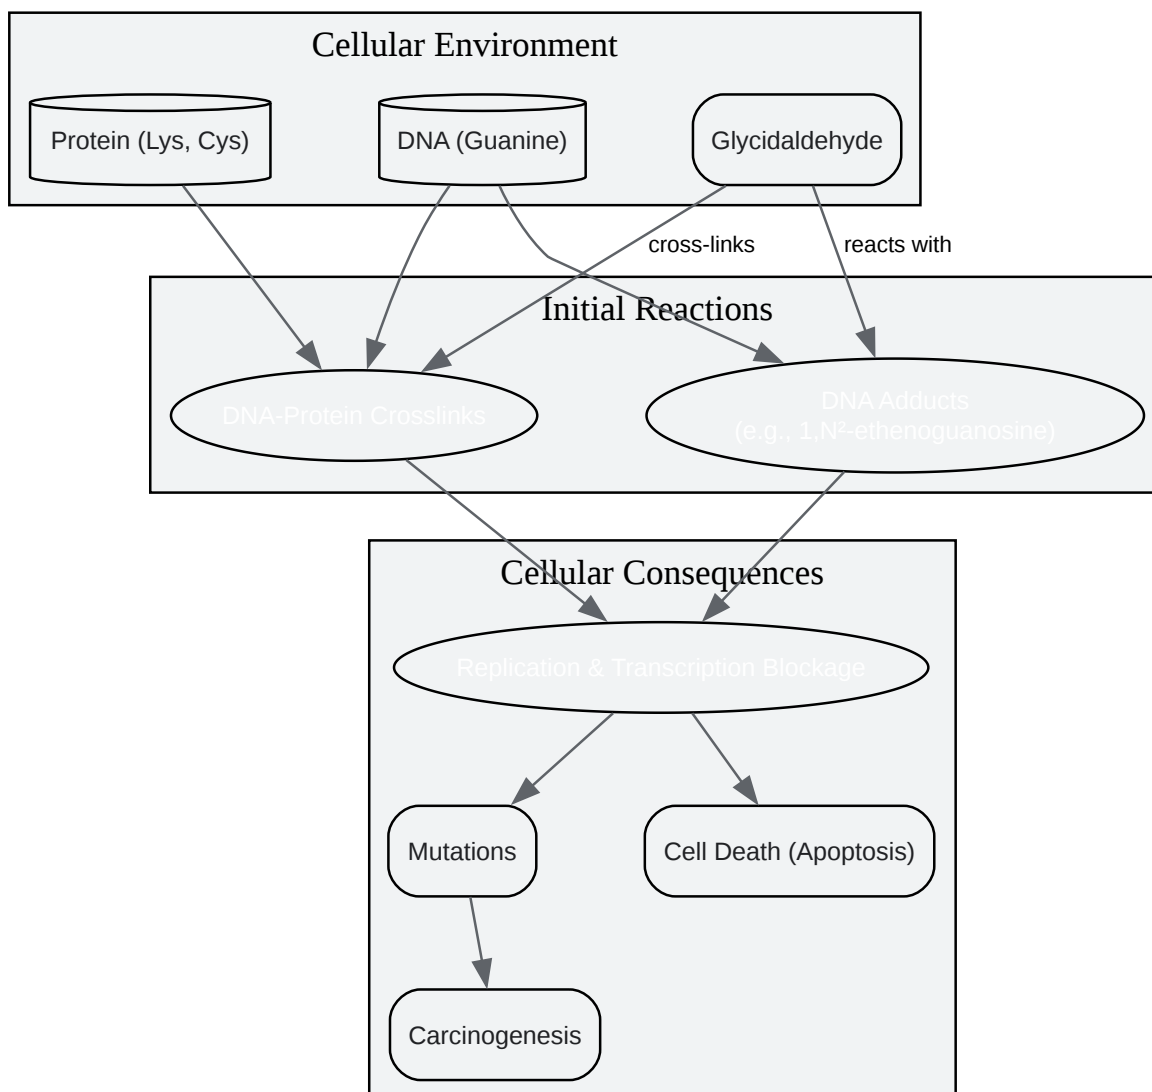 Cellular Environment
Protein (Lys, Cys)
DNA (Guanine)
Glycidaldehyde
cross-links
reacts with
Initial Reactions
DNA-Protein Crosslinks
DNA Adducts
(e.g., 1,N²-ethenoguanosine)
Cellular Consequences
Replication & Transcription Blockage
Mutations
Cell Death (Apoptosis)
Carcinogenesis